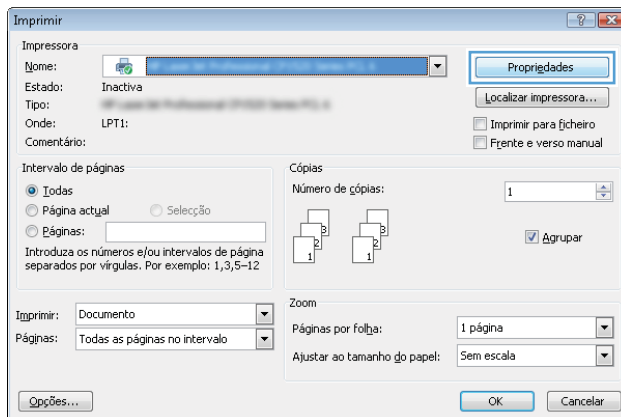 Imprimir
Impressora
Nome:
Propriedades
Estado: Inactiva
Tipo:
Localizar impressora...
Onde: LPT1:
Imprimir para ficheiro
Comentário:
Frente e verso manual
Intervalo de páginas
Todas
Página actual Selecção
Páginas:
Introduza os números e/ou intervalos de página
separados por vírgulas. Por exemplo: 1,3,5–12
Cópias
Número de cópias: 1
1 2 3
1 2 3
Agrupar
Imprimir: Documento
Páginas: Todas as páginas no intervalo
Zoom
Páginas por folha: 1 página
Ajustar ao tamanho do papel: Sem escala
Opções...
OK
Cancelar